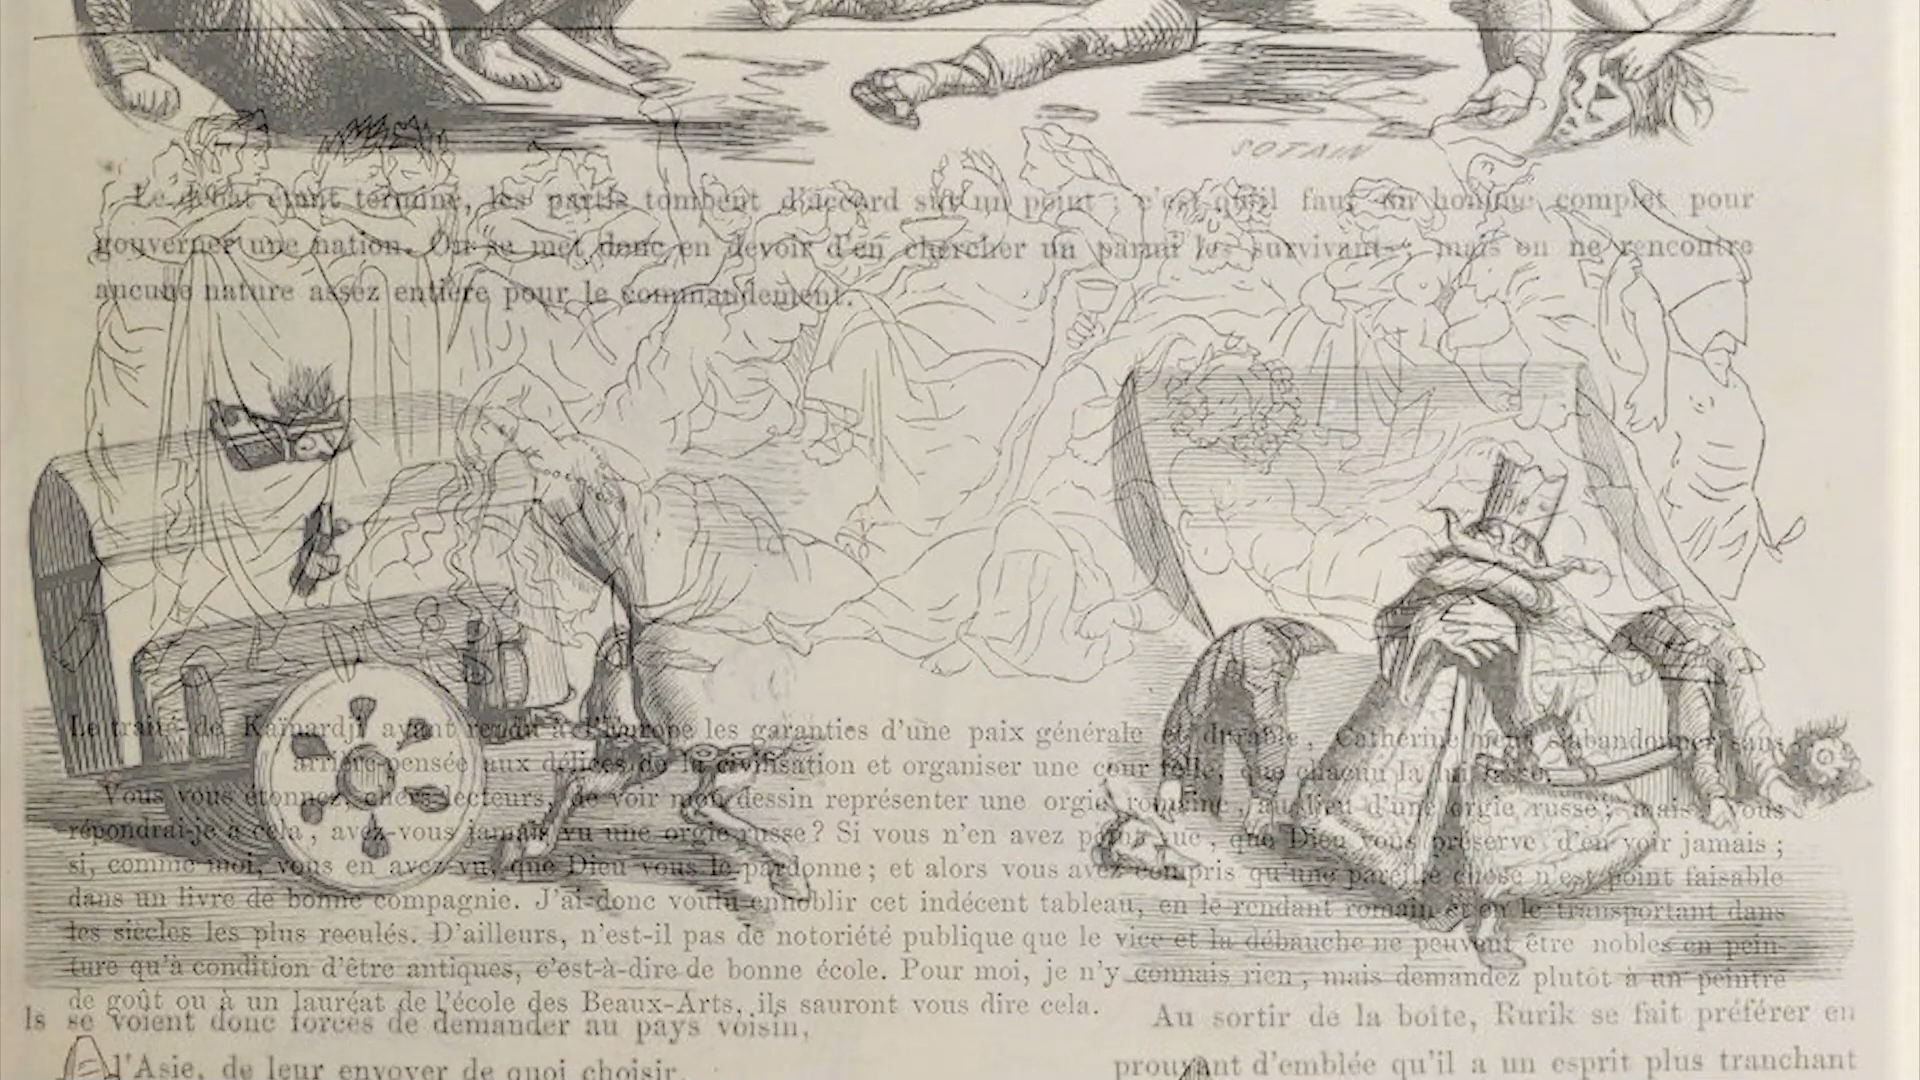 SOTAIN
Le débat étant terminé, les partis tombent d'accord sur un point : c'est qu'il faut un homme complet pour
gouverner une nation. On se met donc en devoir d'en chercher un parmi les survivants; mais on ne rencontre
aucune nature assez entière pour le commandement.
Le traité de Kaïnardji ayant rendu à l'Europe les garanties d'une paix générale et durable, Catherine peut s'abandonner sans
arrière-pensée aux délices de la civilisation et organiser une cour telle, que chacun la lui
Vous vous étonnez, chers lecteurs, de voir mon dessin représenter une orgie romaine, au lieu d'une orgie russe; mais, vous
répondrai-je à cela, avez-vous jamais vu une orgie russe? Si vous n'en avez point vue, que Dieu vous préserve d'en voir jamais;
si, comme moi, vous en avez vu, que Dieu vous le pardonne; et alors vous avez compris qu'une pareille chose n'est point faisable
dans un livre de bonne compagnie. J'ai donc voulu ennoblir cet indécent tableau, en le rendant romain et en le transportant dans
les siècles les plus reculés. D'ailleurs, n'est-il pas de notoriété publique que le vice et la débauche ne peuvent être nobles en pein-
ture qu'à condition d'être antiques, c'est-à-dire de bonne école. Pour moi, je n'y connais rien, mais demandez plutôt à un peintre
de goût ou à un lauréat de l'école des Beaux-Arts, ils sauront vous dire cela.
ls se voient donc forcés de demander au pays voisin,
l'Asie, de leur envoyer de quoi choisir.
Au sortir de la boîte, Rurik se fait préférer en
prouvant d'emblée qu'il a un esprit plus tranchant